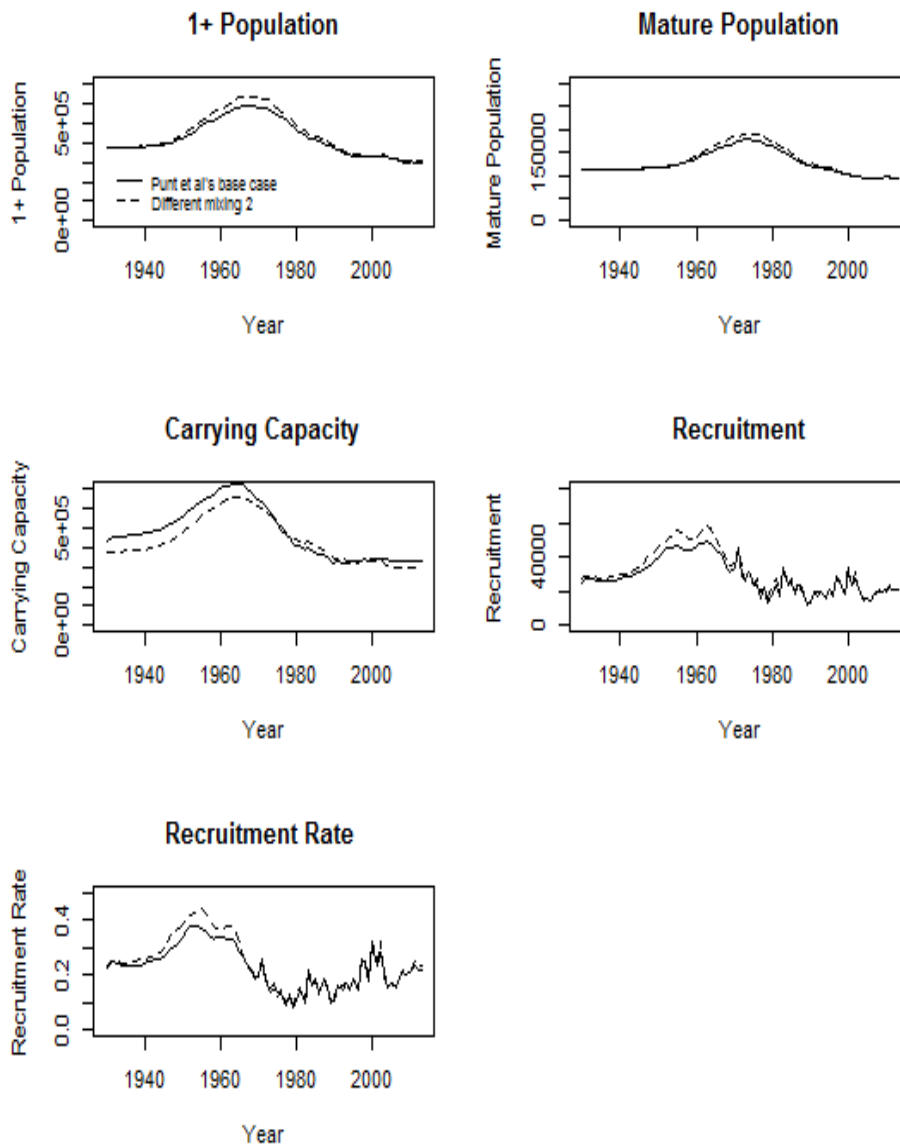 1+ Population
1+ Population
5e+05
0e+00
Punt et al's base case
Different mixing 2
1940 1960 1980 2000
Year
Mature Population
Mature Population
150000
0
1940 1960 1980 2000
Year
Carrying Capacity
Carrying Capacity
5e+05
0e+00
1940 1960 1980 2000
Year
Recruitment
Recruitment
40000
0
1940 1960 1980 2000
Year
Recruitment Rate
Recruitment Rate
0.4
0.2
0.0
1940 1960 1980 2000
Year